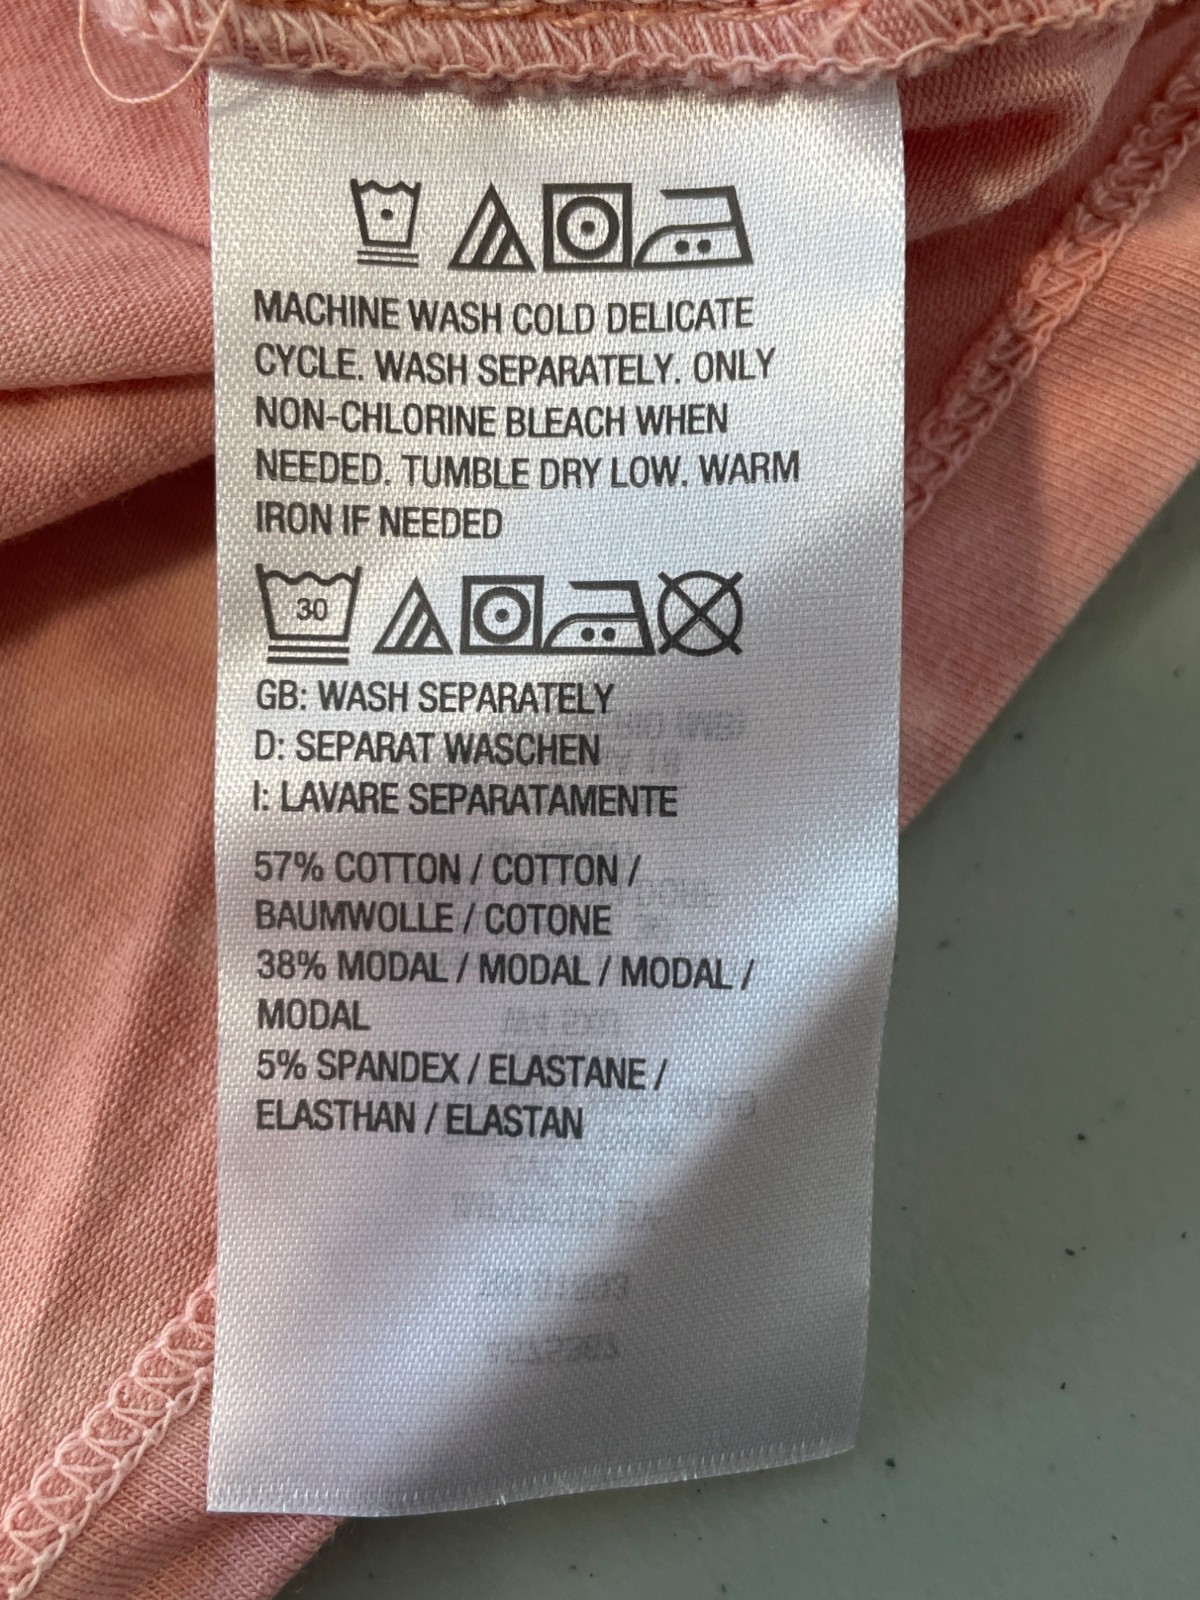 MACHINE WASH COLD DELICATE
CYCLE. WASH SEPARATELY. ONLY
NON-CHLORINE BLEACH WHEN
NEEDED. TUMBLE DRY LOW. WARM
IRON IF NEEDED
30
GB: WASH SEPARATELY
D: SEPARAT WASCHEN
I: LAVARE SEPARATAMENTE
57% COTTON / COTTON /
BAUMWOLLE / COTONE
38% MODAL / MODAL / MODAL /
MODAL
5% SPANDEX / ELASTANE /
ELASTHAN / ELASTAN